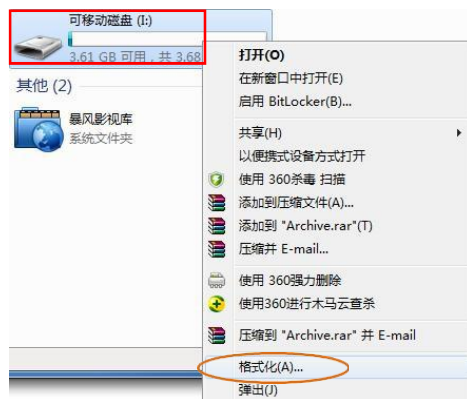 可移动磁盘 (I:)
3.61 GB 可用，共 3.68
其他 (2)
暴风影视库
系统文件夹
打开(O)
在新窗口中打开(E)
启用 BitLocker(B)...
共享(H)
以便携式设备方式打开
使用 360杀毒 扫描
添加到压缩文件(A)...
添加到 "Archive.rar"(T)
压缩并 E-mail...
使用 360强力删除
使用360进行木马云查杀
压缩到 "Archive.rar" 并 E-mail
格式化(A)...
弹出(J)